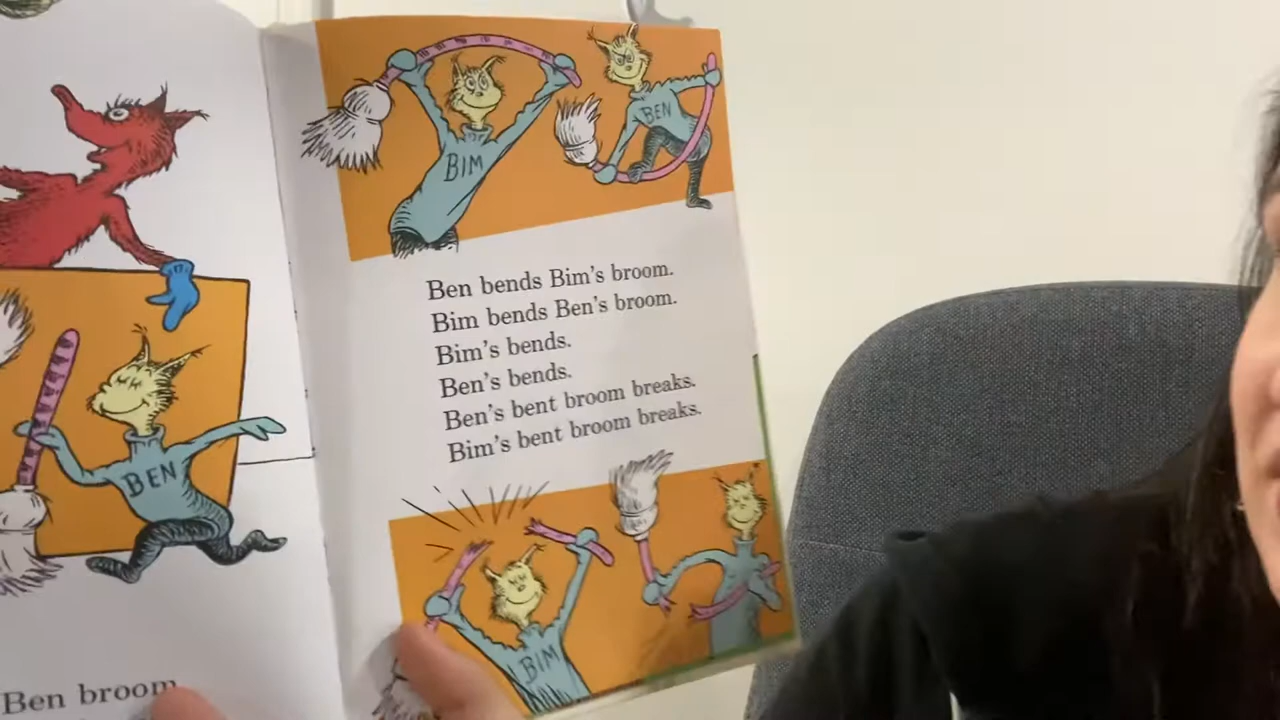 BEN
Ben broom
BIM
BEN
Ben bends Bim's broom.
Bim bends Ben's broom.
Bim's bends.
Ben's bends.
Ben's bent broom breaks.
Bim's bent broom breaks.
BIM